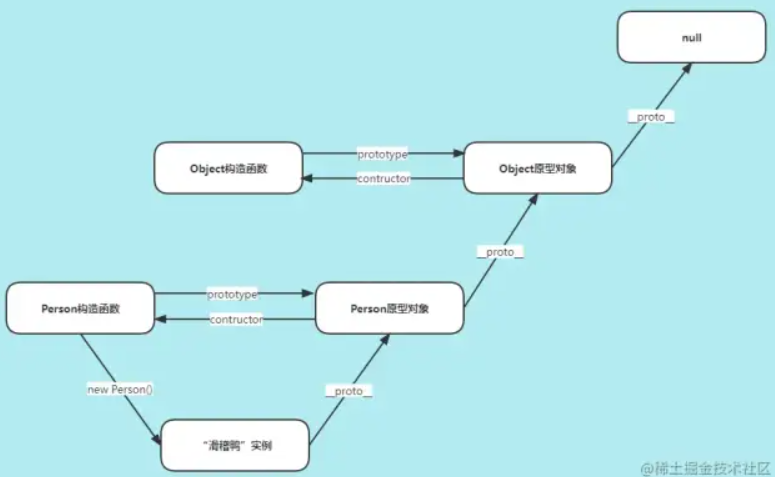 null
__proto__
Object构造函数
prototype
contructor
Object原型对象
__proto__
Person构造函数
prototype
contructor
Person原型对象
new Person()
__proto__
“滑稽鸭”实例
@稀土掘金技术社区